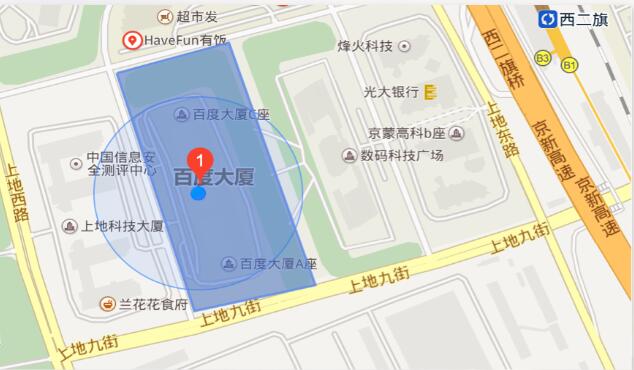 超市发
西二旗
HaveFun有饭
烽火科技
西二旗桥
B3
B1
光大银行
百度大厦C座
京蒙高科b座
上地东路
京新高速
数码科技广场
中国信息安
全测评中心
1
百度大厦
京新高速
上地西路
上地科技大厦
上地九街
百度大厦A座
上地九街
兰花花食府
上地九街
上地九街